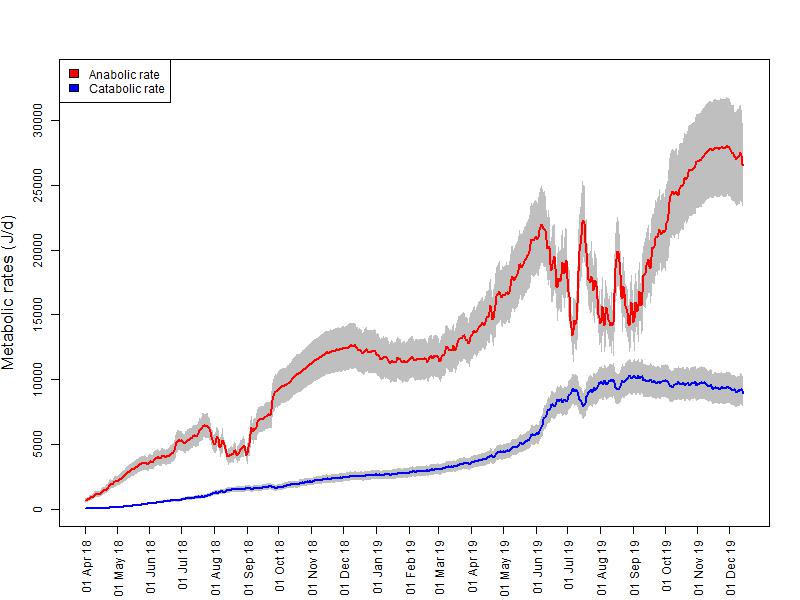 Anabolic rate
Catabolic rate
Metabolic rates (J/d)
30000
25000
20000
15000
10000
5000
0
01 Apr 18
01 May 18
01 Jun 18
01 Jul 18
01 Aug 18
01 Sep 18
01 Oct 18
01 Nov 18
01 Dec 18
01 Jan 19
01 Feb 19
01 Mar 19
01 Apr 19
01 May 19
01 Jun 19
01 Jul 19
01 Aug 19
01 Sep 19
01 Oct 19
01 Nov 19
01 Dec 19